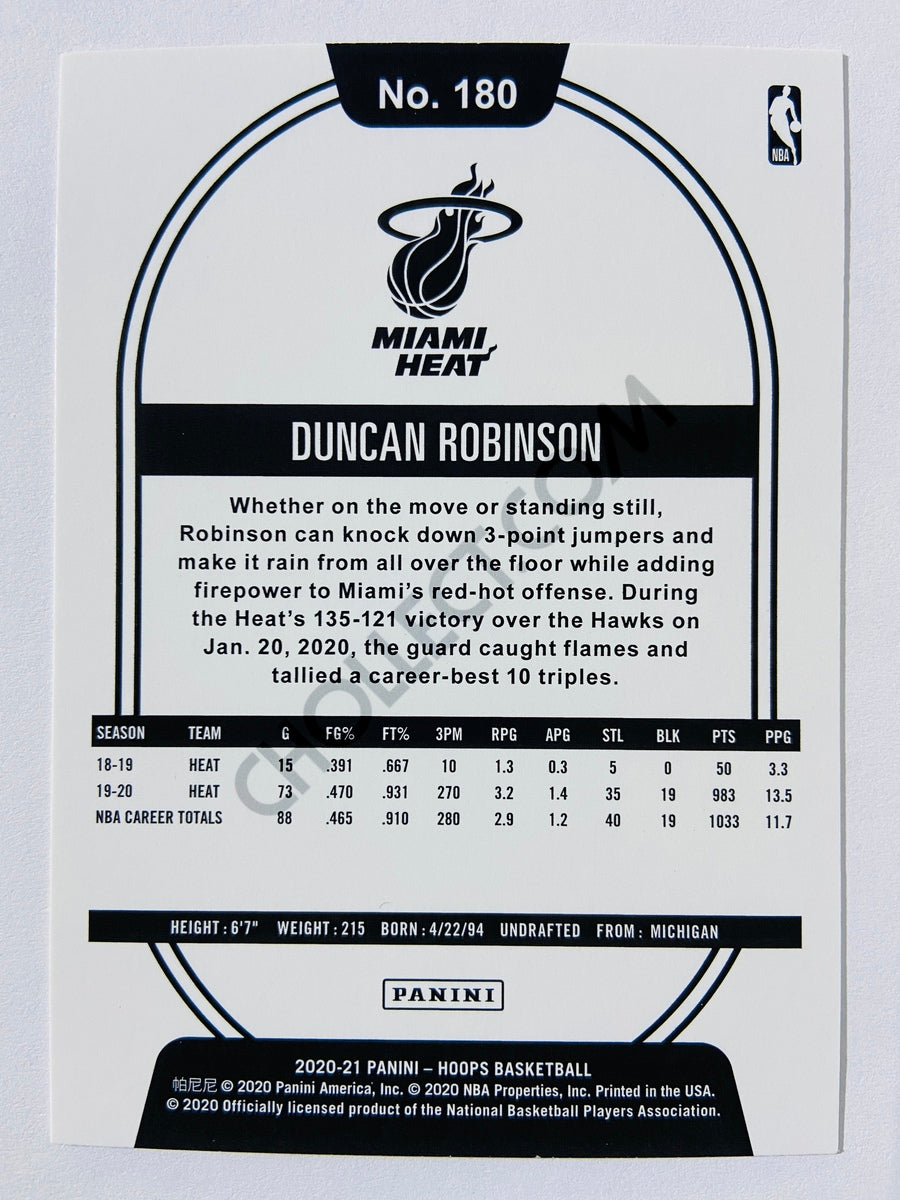 No. 180
NBA
MIAMI
HEAT
DUNCAN ROBINSON
Whether on the move or standing still,
Robinson can knock down 3-point jumpers and
make it rain from all over the floor while adding
firepower to Miami's red-hot offense. During
the Heat's 135-121 victory over the Hawks on
Jan. 20, 2020, the guard caught flames and
tallied a career-best 10 triples.
CHOLLECT.COM
SEASON TEAM G FG% FT% 3PM RPG APG STL BLK PTS PPG
18-19 HEAT 15 .391 .667 10 1.3 0.3 5 0 50 3.3
19-20 HEAT 73 .470 .931 270 3.2 1.4 35 19 983 13.5
NBA CAREER TOTALS 88 .465 .910 280 2.9 1.2 40 19 1033 11.7
HEIGHT : 6'7" WEIGHT : 215 BORN : 4/22/94 UNDRAFTED FROM : MICHIGAN
PANINI
2020-21 PANINI – HOOPS BASKETBALL
帕尼尼 © 2020 Panini America, Inc. © 2020 NBA Properties, Inc. Printed in the USA.
© 2020 Officially licensed product of the National Basketball Players Association.